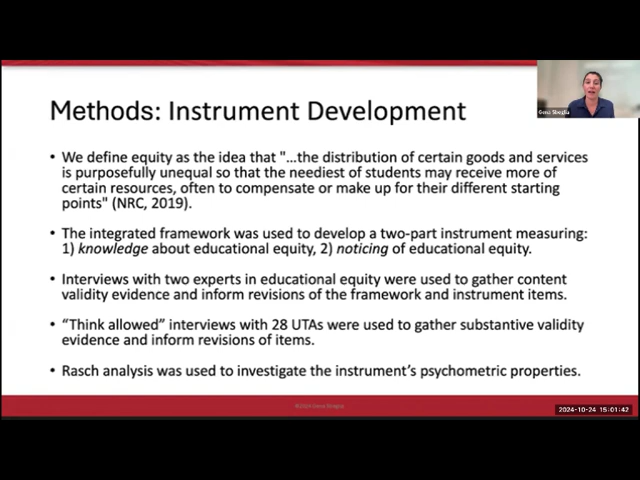 Gena Sbeglia
Methods: Instrument Development
• We define equity as the idea that "…the distribution of certain goods and services
is purposefully unequal so that the neediest of students may receive more of
certain resources, often to compensate or make up for their different starting
points" (NRC, 2019).
• The integrated framework was used to develop a two-part instrument measuring:
1) knowledge about educational equity, 2) noticing of educational equity.
• Interviews with two experts in educational equity were used to gather content
validity evidence and inform revisions of the framework and instrument items.
• “Think allowed” interviews with 28 UTAs were used to gather substantive validity
evidence and inform revisions of items.
• Rasch analysis was used to investigate the instrument’s psychometric properties.
©2024 Gena Sbeglia
2024-10-24 15:01:42